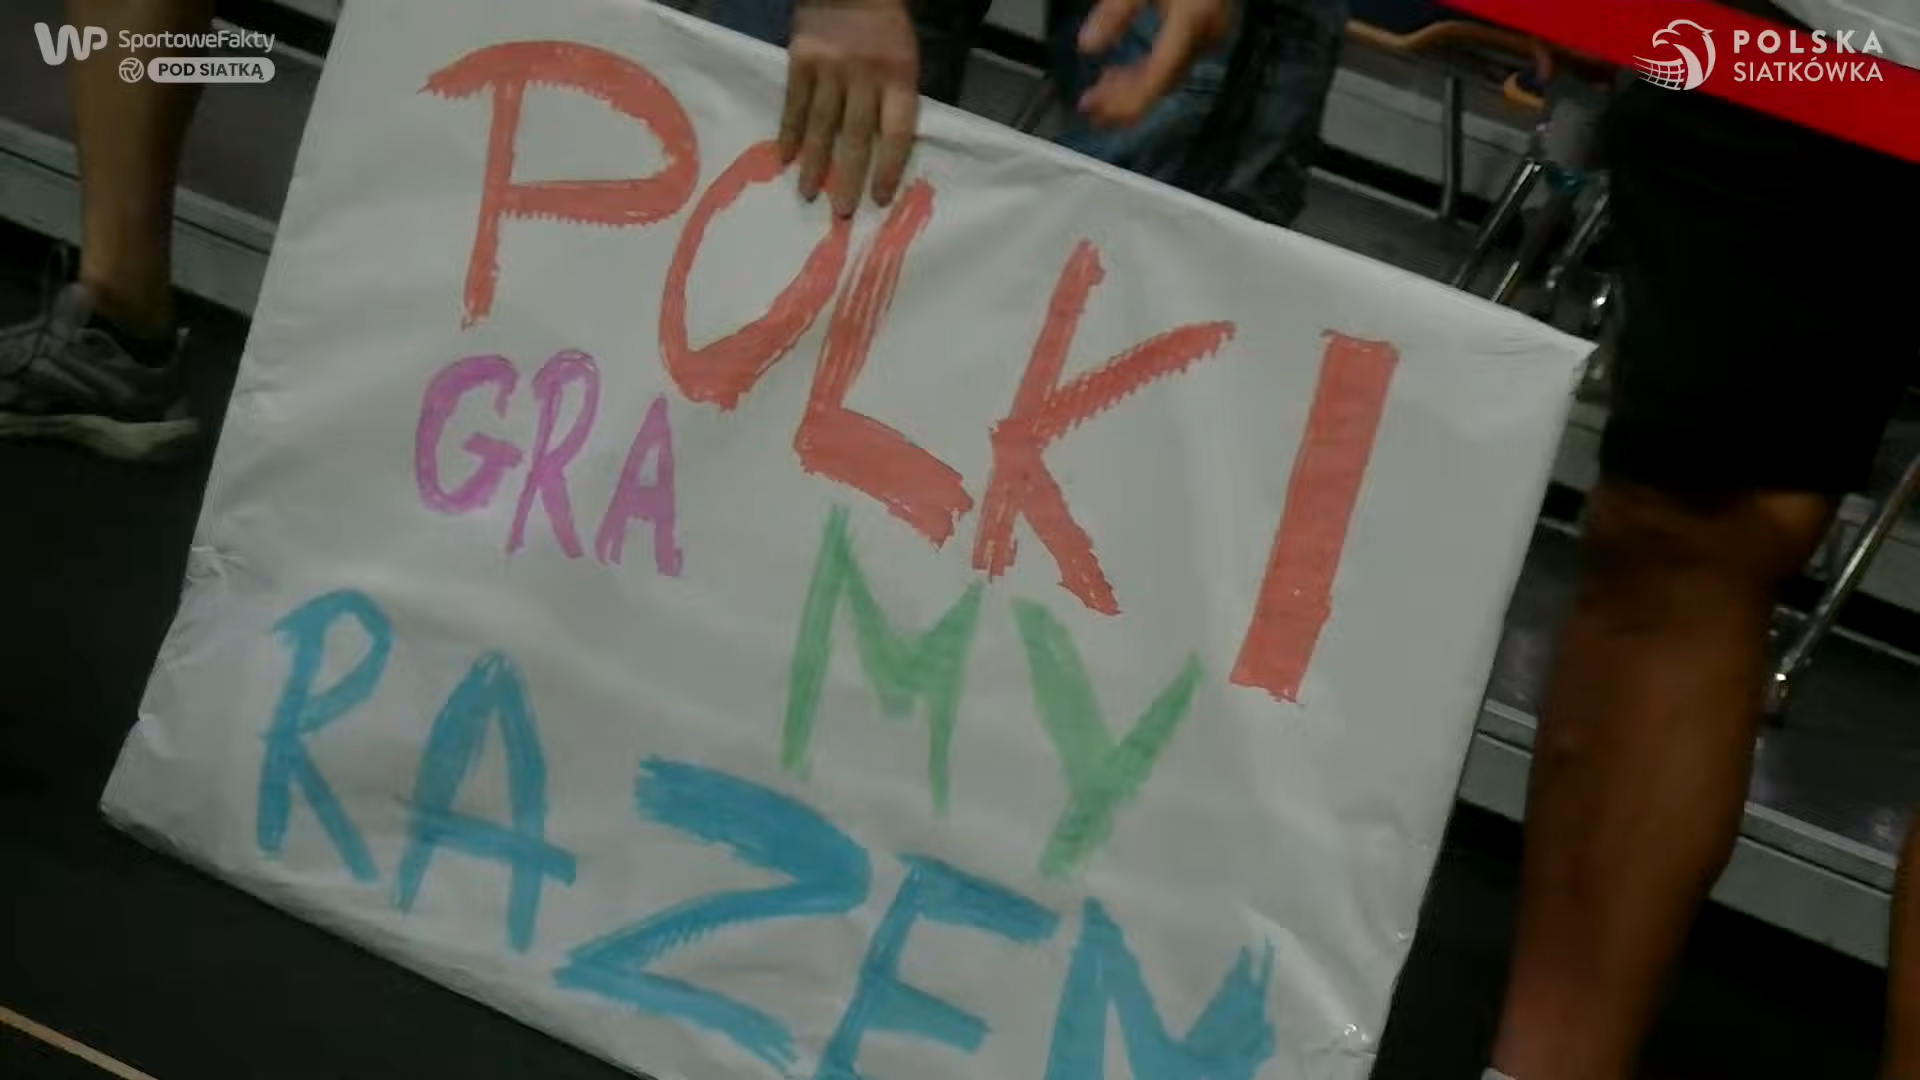 WP SportoweFakty
POD SIATKĄ
POLSKA
SIATKÓWKA
POLKI
GRA
MY
RAZEM